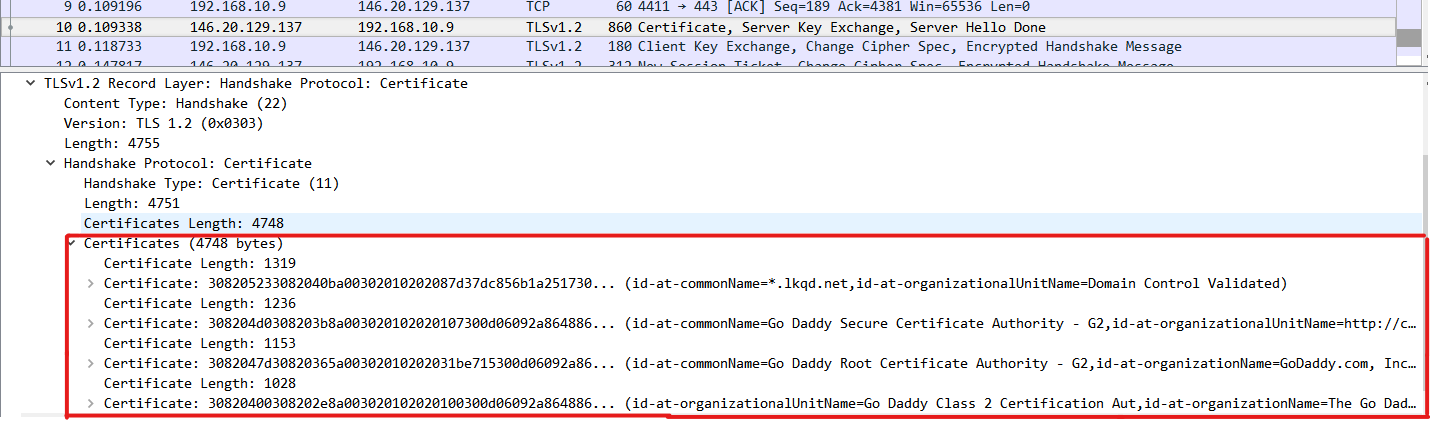 9 0.109196 192.168.10.9 146.20.129.137 TCP 60 4411 → 443 [ACK] Seq=189 Ack=4381 Win=65536 Len=0
10 0.109338 146.20.129.137 192.168.10.9 TLSv1.2 860 Certificate, Server Key Exchange, Server Hello Done
11 0.118733 192.168.10.9 146.20.129.137 TLSv1.2 180 Client Key Exchange, Change Cipher Spec, Encrypted Handshake Message
12 0.147817 146.20.129.137 192.168.10.9 TLSv1.2 312 New Session Ticket, Change Cipher Spec, Encrypted Handshake Message
TLSv1.2 Record Layer: Handshake Protocol: Certificate
Content Type: Handshake (22)
Version: TLS 1.2 (0x0303)
Length: 4755
Handshake Protocol: Certificate
Handshake Type: Certificate (11)
Length: 4751
Certificates Length: 4748
Certificates (4748 bytes)
Certificate Length: 1319
Certificate: 308205233082040ba00302010202087d37dc856b1a251730... (id-at-commonName=*.lkqd.net,id-at-organizationalUnitName=Domain Control Validated)
Certificate Length: 1236
Certificate: 308204d0308203b8a003020102020107300d06092a864886... (id-at-commonName=Go Daddy Secure Certificate Authority - G2,id-at-organizationalUnitName=http://c…
Certificate Length: 1153
Certificate: 3082047d30820365a00302010202031be715300d06092a86... (id-at-commonName=Go Daddy Root Certificate Authority - G2,id-at-organizationName=GoDaddy.com, Inc…
Certificate Length: 1028
Certificate: 30820400308202e8a003020102020100300d06092a864886... (id-at-organizationalUnitName=Go Daddy Class 2 Certification Aut,id-at-organizationName=The Go Dad…